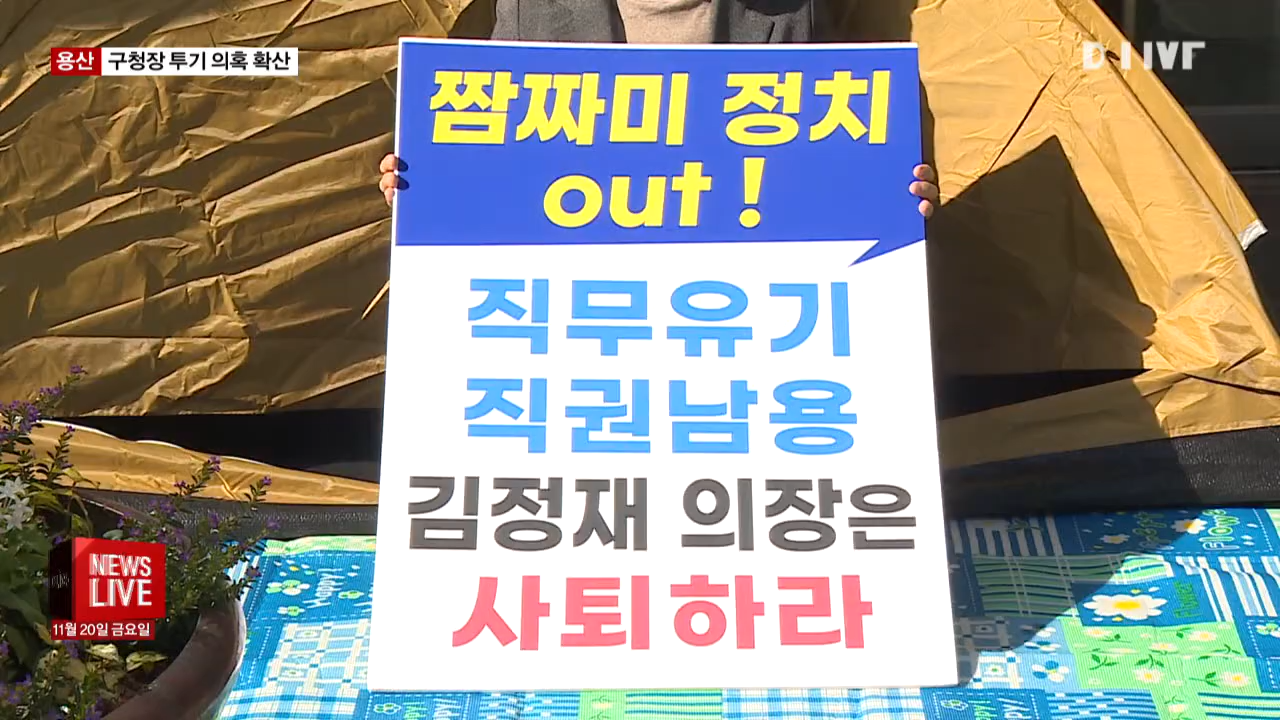 용산 구청장 투기 의혹 확산
짬짜미 정치
out !
직무유기
직권남용
김정재 의장은
사퇴하라
NEWS
LIVE
11월 20일 금요일